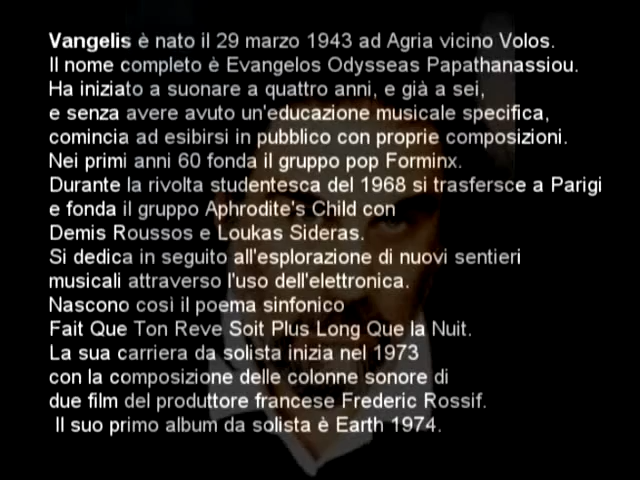 Vangelis è nato il 29 marzo 1943 ad Agria vicino Volos.
Il nome completo è Evangelos Odysseas Papathanassiou.
Ha iniziato a suonare a quattro anni, e già a sei,
e senza avere avuto un'educazione musicale specifica,
comincia ad esibirsi in pubblico con proprie composizioni.
Nei primi anni 60 fonda il gruppo pop Forminx.
Durante la rivolta studentesca del 1968 si trasfersce a Parigi
e fonda il gruppo Aphrodite's Child con
Demis Roussos e Loukas Sideras.
Si dedica in seguito all'esplorazione di nuovi sentieri
musicali attraverso l'uso dell'elettronica.
Nascono così il poema sinfonico
Fait Que Ton Reve Soit Plus Long Que la Nuit.
La sua carriera da solista inizia nel 1973
con la composizione delle colonne sonore di
due film del produttore francese Frederic Rossif.
Il suo primo album da solista è Earth 1974.